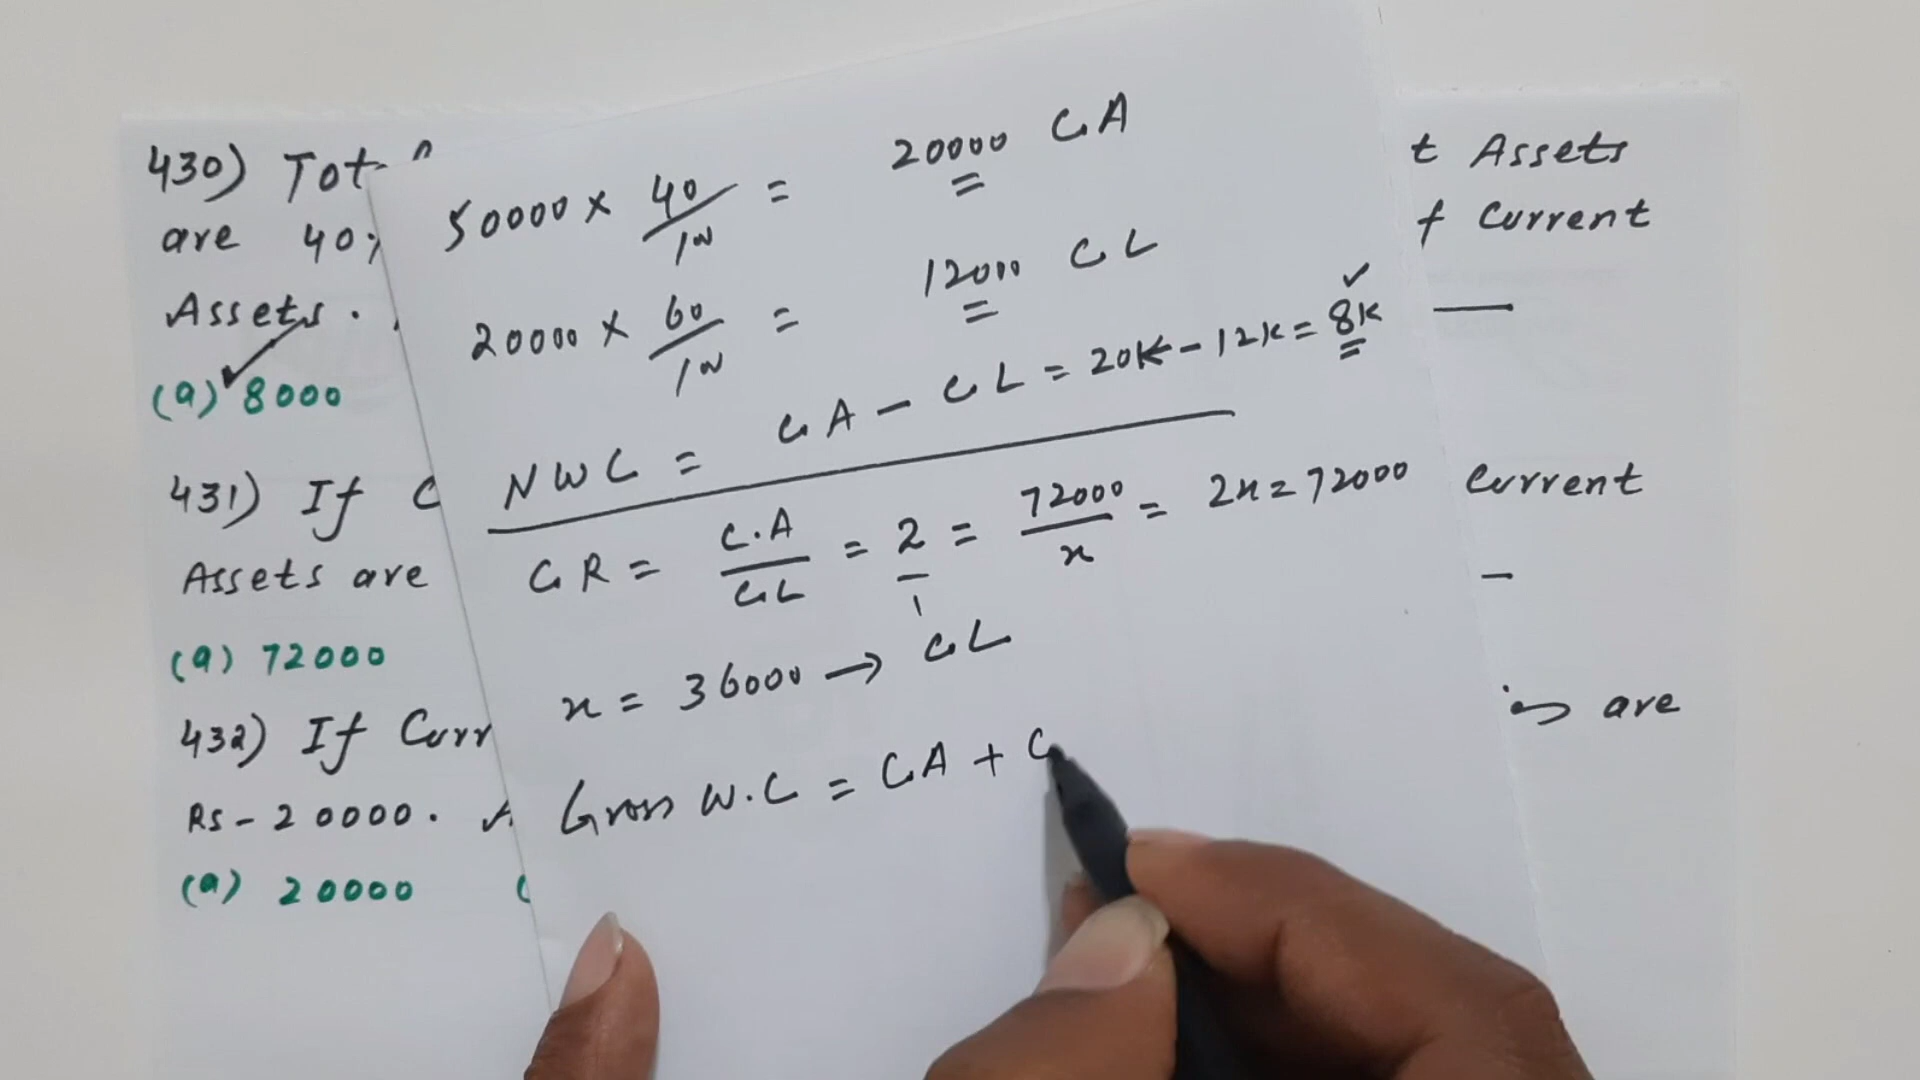 430) Tot
are 40%
Assets.
(a) 8000
431) If C
Assets are
(a) 72000
432) If Curr
Rs - 20000. A
(a) 20000 (
50000 × 40/100 = 20000 CA
20000 × 60/100 = 12000 CL
NWC = CA - CL = 20K - 12K = 8K
CR = C.A/CL = 2/1 = 72000/x = 2x = 72000
x = 36000 → CL
Gross W.C = CA + C
t Assets
f Current
Current
are